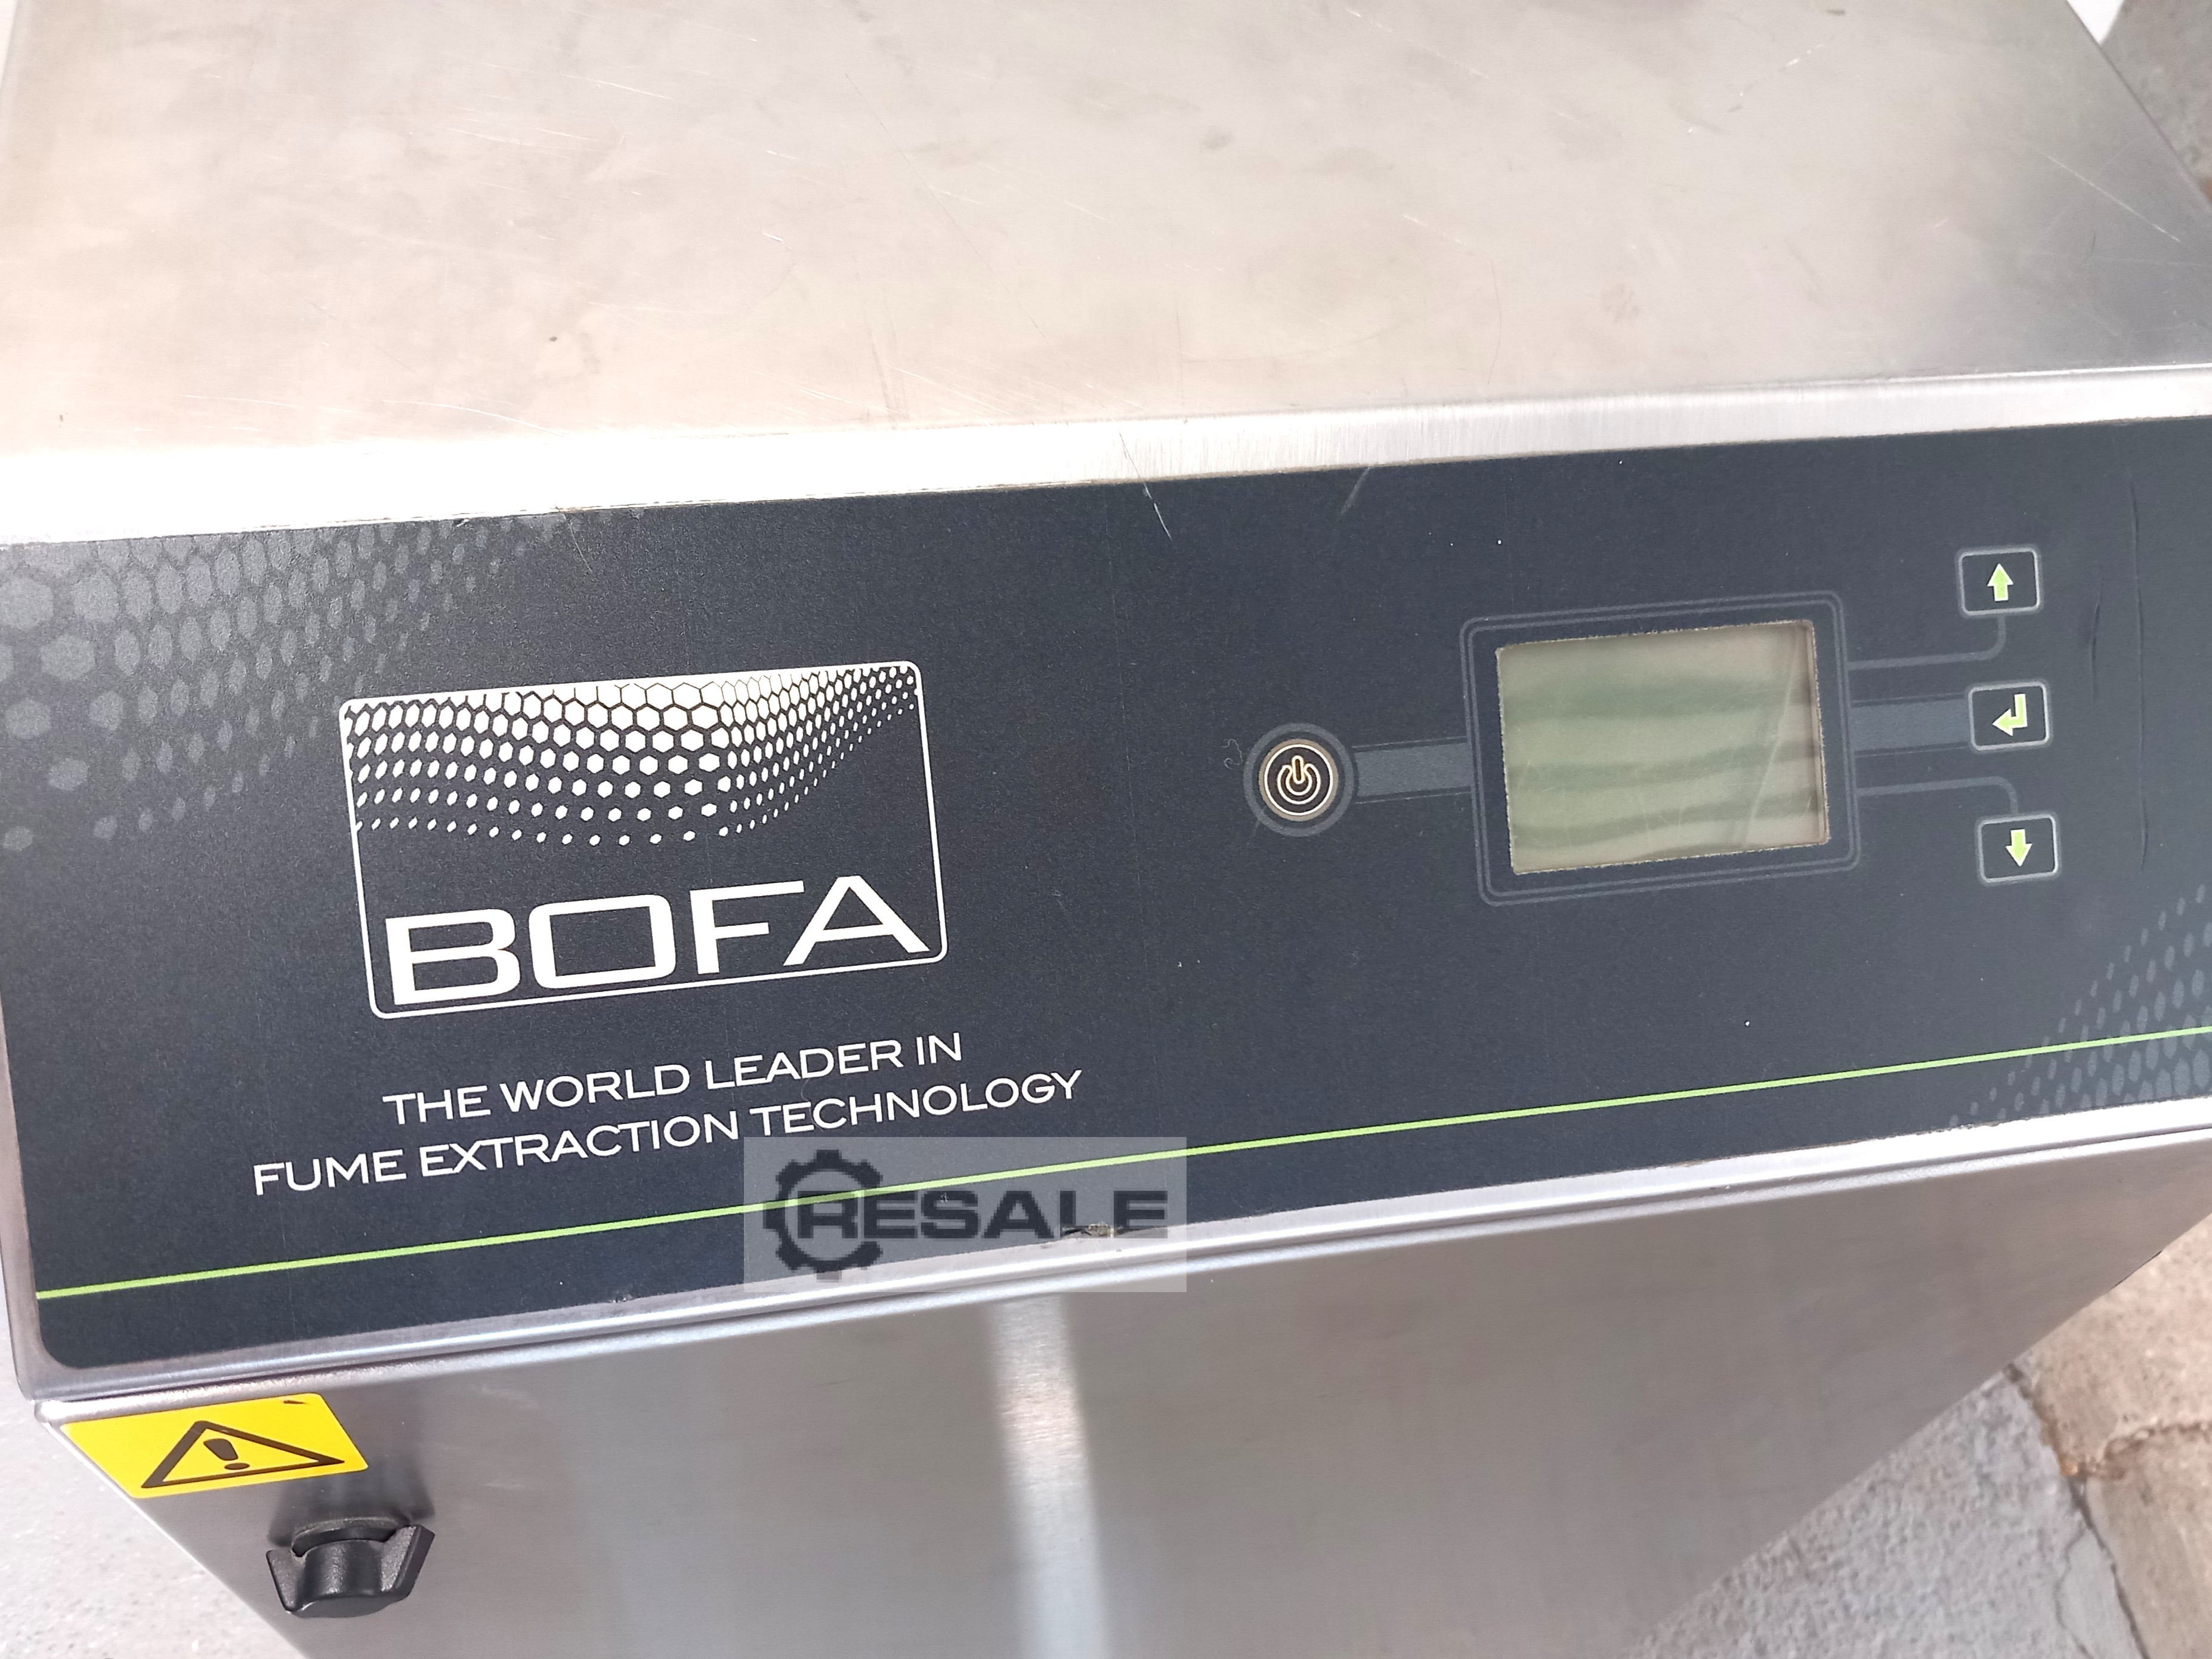 BOFA
THE WORLD LEADER IN
FUME EXTRACTION TECHNOLOGY
RESALE